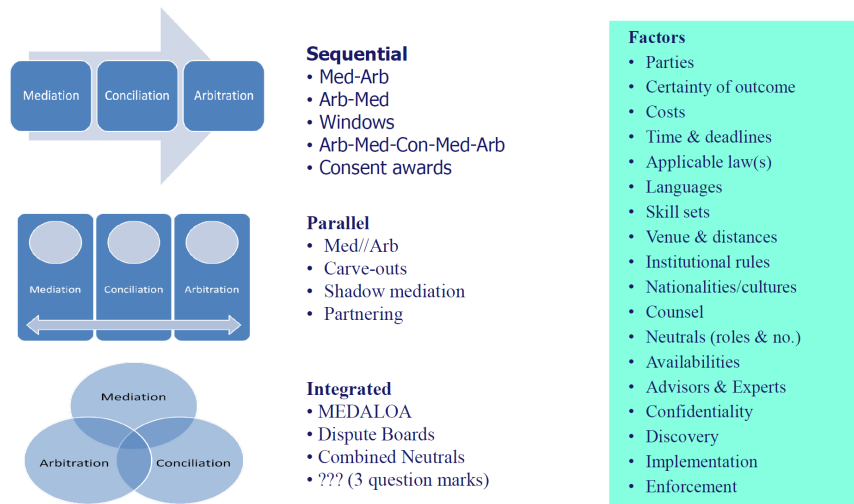 Mediation
Conciliation
Arbitration
Sequential
• Med-Arb
• Arb-Med
• Windows
• Arb-Med-Con-Med-Arb
• Consent awards
Mediation
Conciliation
Arbitration
Parallel
• Med//Arb
• Carve-outs
• Shadow mediation
• Partnering
Mediation
Arbitration
Conciliation
Integrated
• MEDALOA
• Dispute Boards
• Combined Neutrals
• ??? (3 question marks)
Factors
• Parties
• Certainty of outcome
• Costs
• Time & deadlines
• Applicable law(s)
• Languages
• Skill sets
• Venue & distances
• Institutional rules
• Nationalities/cultures
• Counsel
• Neutrals (roles & no.)
• Availabilities
• Advisors & Experts
• Confidentiality
• Discovery
• Implementation
• Enforcement